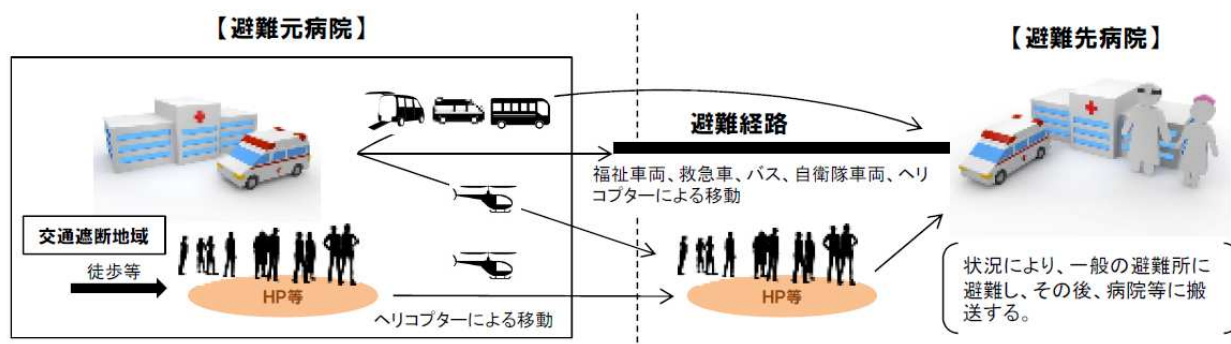 【避難元病院】
【避難先病院】
避難経路
福祉車両、救急車、バス、自衛隊車両、ヘリ
コプターによる移動
交通遮断地域
徒歩等
HP等
ヘリコプターによる移動
HP等
状況により、一般の避難所に
避難し、その後、病院等に搬
送する。